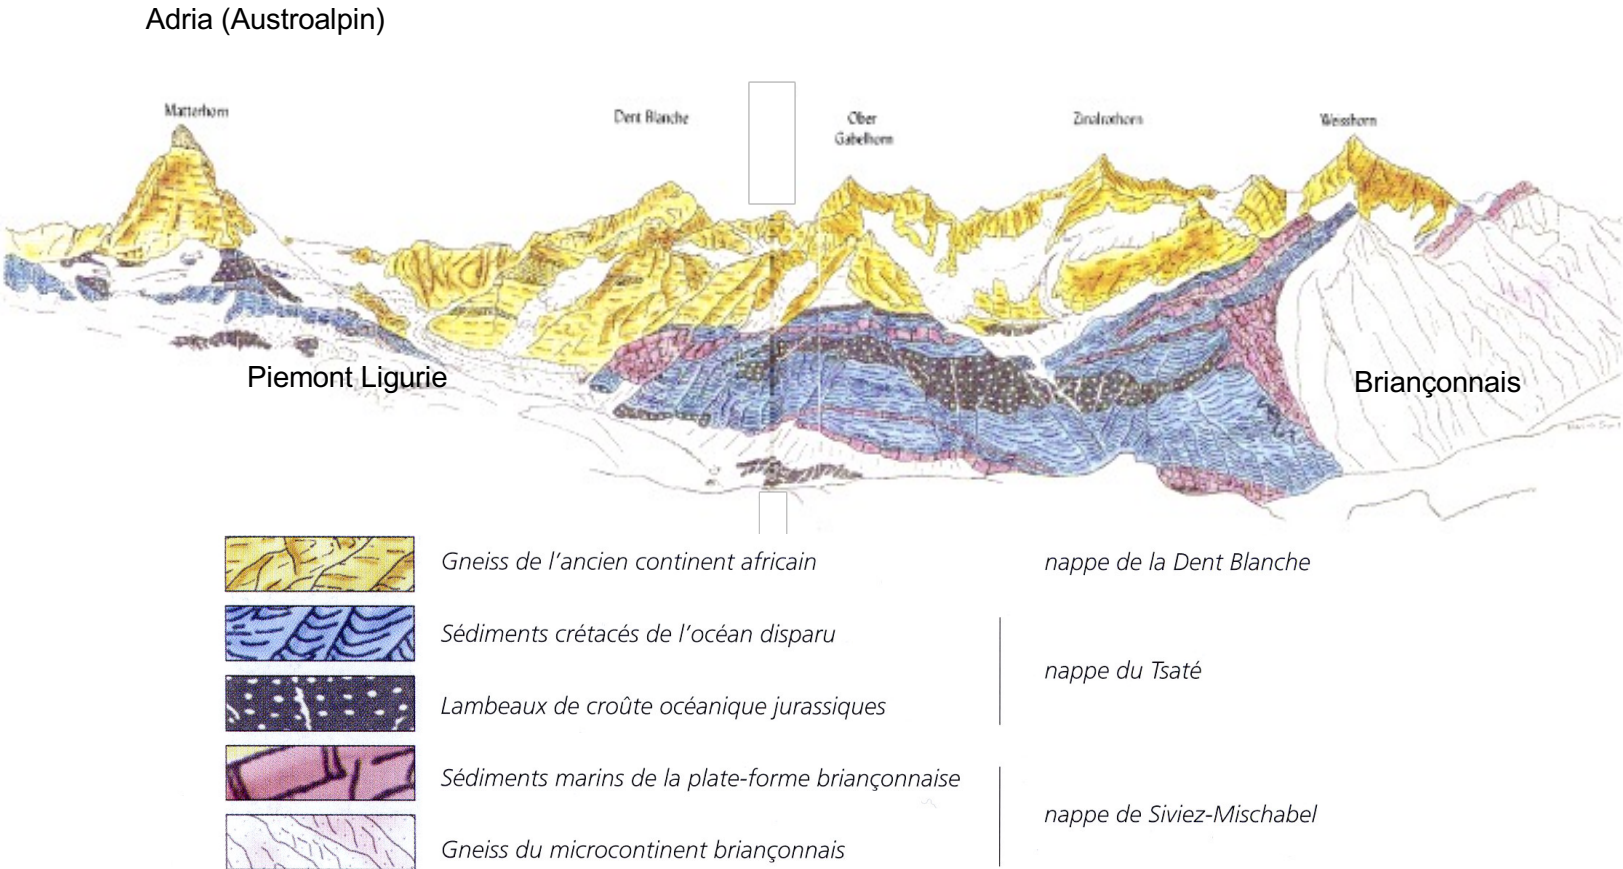 Adria (Austroalpin)
Matterhorn
Dent Blanche
Ober
Gabelhorn
Zinalrothorn
Weisshorn
Piemont Ligurie
Briançonnais
Gneiss de l'ancien continent africain
nappe de la Dent Blanche
Sédiments crétacés de l'océan disparu
nappe du Tsaté
Lambeaux de croûte océanique jurassiques
Sédiments marins de la plate-forme briançonnaise
nappe de Siviez-Mischabel
Gneiss du microcontinent briançonnais